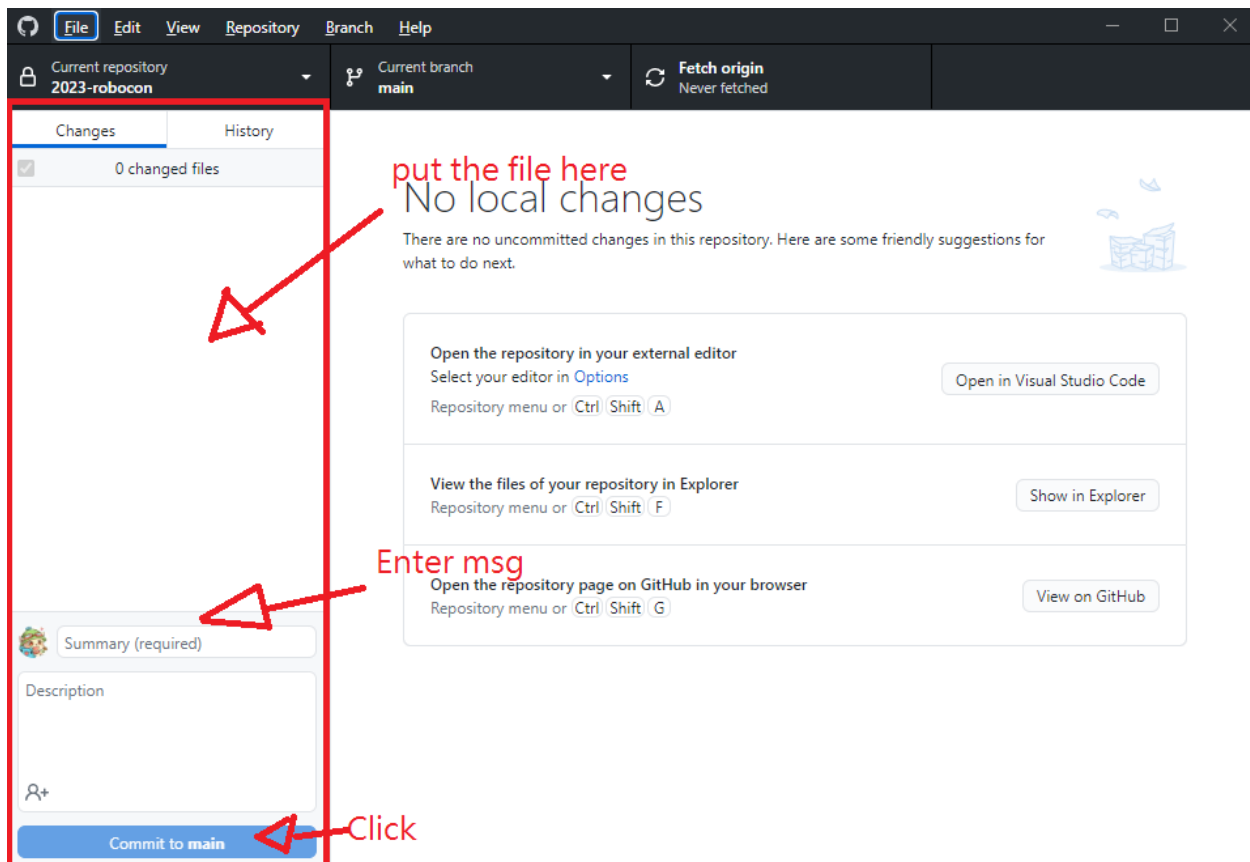 File Edit View Repository Branch Help
Current repository
2023-robocon
Current branch
main
Fetch origin
Never fetched
Changes History
0 changed files
put the file here
No local changes
There are no uncommitted changes in this repository. Here are some friendly suggestions for
what to do next.
Open the repository in your external editor
Select your editor in Options
Repository menu or Ctrl Shift A
Open in Visual Studio Code
View the files of your repository in Explorer
Repository menu or Ctrl Shift F
Show in Explorer
Enter msg
Open the repository page on GitHub in your browser
Repository menu or Ctrl Shift G
View on GitHub
Summary (required)
Description
Click
Commit to main